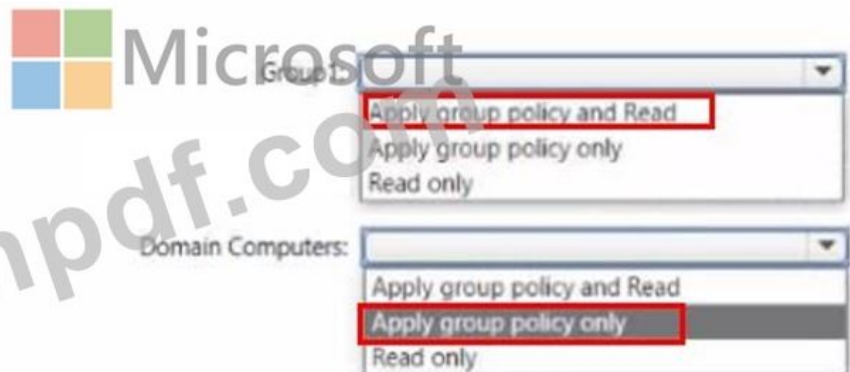 Microsoft
Group1:
Apply group policy and Read
Apply group policy only
Read only
npdf.com
Domain Computers:
Apply group policy and Read
Apply group policy only
Read only